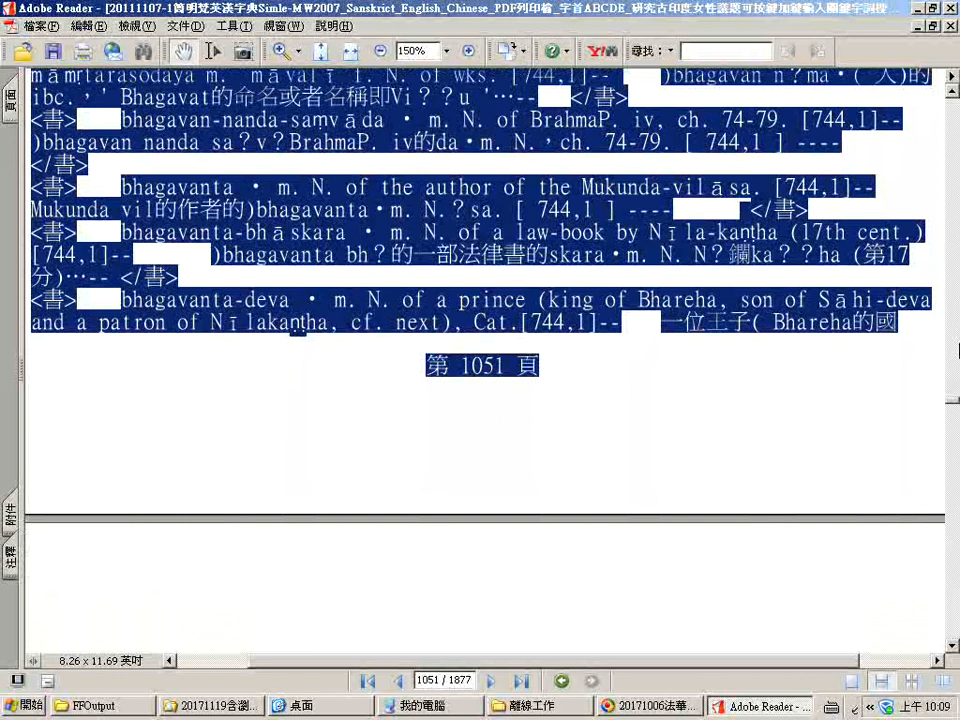 Adobe Reader - [20111107-1簡明梵英漢字典Simle-MW2007_Sanskrict_English_Chinese_PDF列印檔_字首ABCDE_研究古印度女性議題可按鍵加鍵輸入關鍵字詞搜
檔案(F) 編輯(E) 檢視(V) 文件(D) 工具(T) 視窗(W) 說明(H)
150% 尋找:
頁面
māmṛtarasodaya m. māvalī f. N. of wks. [744,1]-- )bhagavan n?ma‧( 人)的
ibc.,' Bhagavat的命名或者名稱即Vi??u '…-- </書>
<書> bhagavan-nanda-saṃvāda ‧ m. N. of BrahmaP. iv, ch. 74-79. [744,1]--
)bhagavan nanda sa?v?BrahmaP. iv的da‧m. N.,ch. 74-79. [ 744,1 ] ----
</書>
<書> bhagavanta ‧ m. N. of the author of the Mukunda-vilāsa. [744,1]--
Mukunda vil的作者的)bhagavanta‧m. N.?sa. [ 744,1 ] ---- </書>
<書> bhagavanta-bhāskara ‧ m. N. of a law-book by Nīla-kaṇṭha (17th cent.)
[744,1]-- )bhagavanta bh?的一部法律書的skara‧m. N. N?鑭ka??ha (第17
分)…-- </書>
<書> bhagavanta-deva ‧ m. N. of a prince (king of Bhareha, son of Sāhi-deva
and a patron of Nīlakaṇṭha, cf. next), Cat.[744,1]-- 一位王子( Bhareha的國
第 1051 頁
附件
注釋
8.26 x 11.69 英吋
1051 / 1877
開始 FFOutput 20171119含瀏... 桌面 我的電腦 離線工作 20171006法華... Adobe Reader - ... 上午 10:09